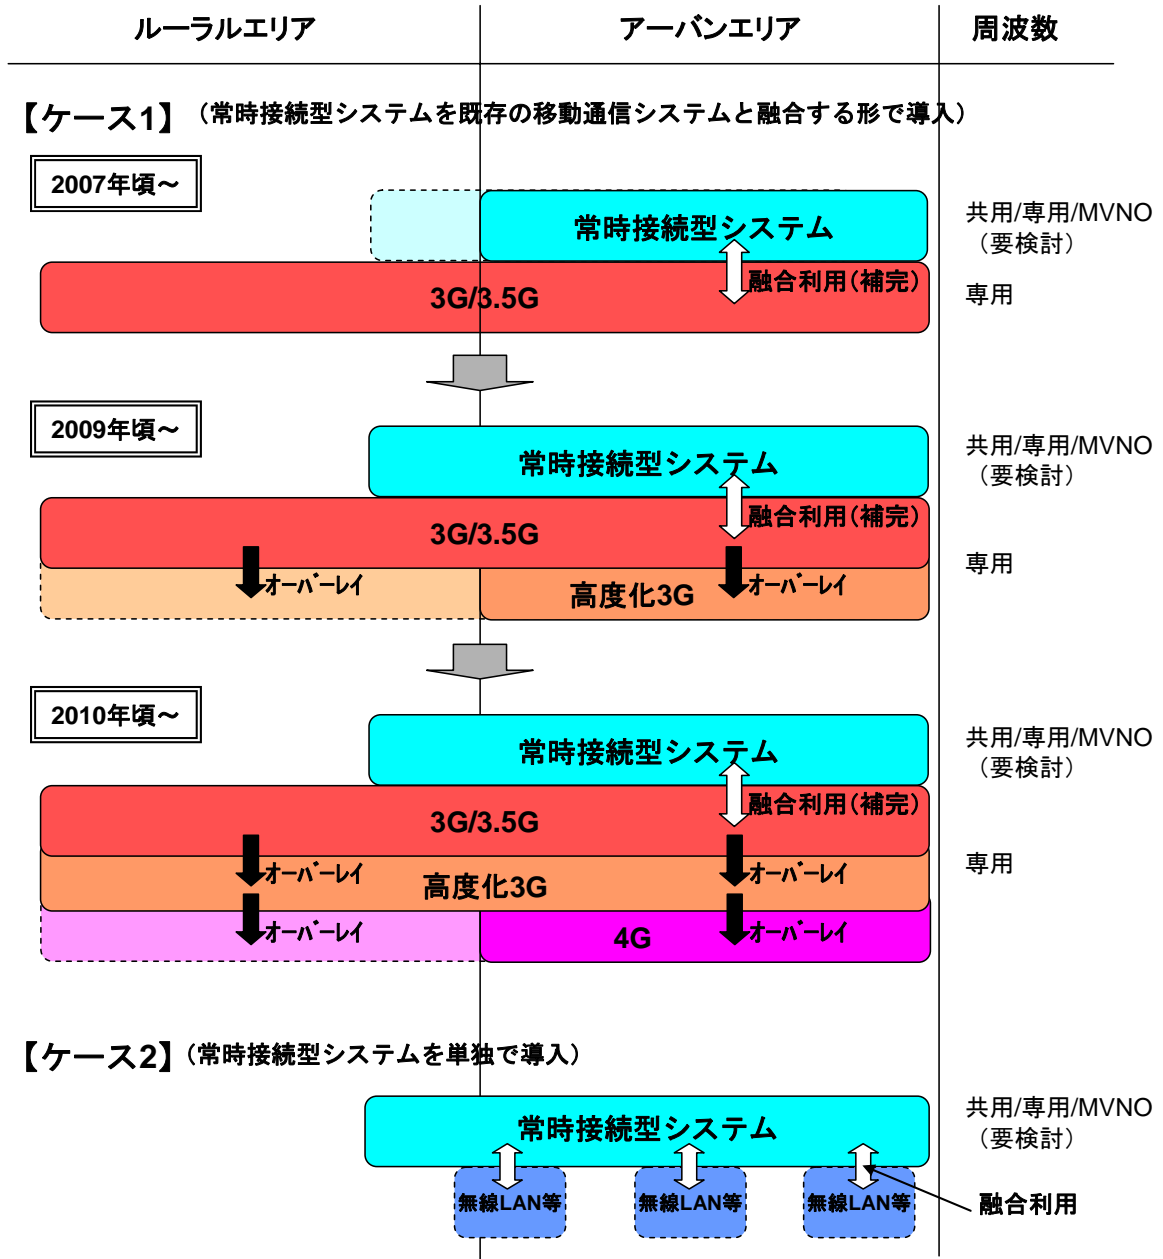 ルーラルエリア
アーバンエリア
周波数
【ケース1】（常時接続型システムを既存の移動通信システムと融合する形で導入）
2007年頃～
常時接続型システム
共用/専用/MVNO
（要検討）
融合利用（補完）
3G/3.5G
専用
2009年頃～
常時接続型システム
共用/専用/MVNO
（要検討）
融合利用（補完）
3G/3.5G
専用
ｵｰﾊﾞｰﾚｲ
高度化3G
ｵｰﾊﾞｰﾚｲ
2010年頃～
常時接続型システム
共用/専用/MVNO
（要検討）
融合利用（補完）
3G/3.5G
専用
ｵｰﾊﾞｰﾚｲ
高度化3G
ｵｰﾊﾞｰﾚｲ
ｵｰﾊﾞｰﾚｲ
4G
ｵｰﾊﾞｰﾚｲ
【ケース2】（常時接続型システムを単独で導入）
常時接続型システム
共用/専用/MVNO
（要検討）
無線LAN等
無線LAN等
無線LAN等
融合利用